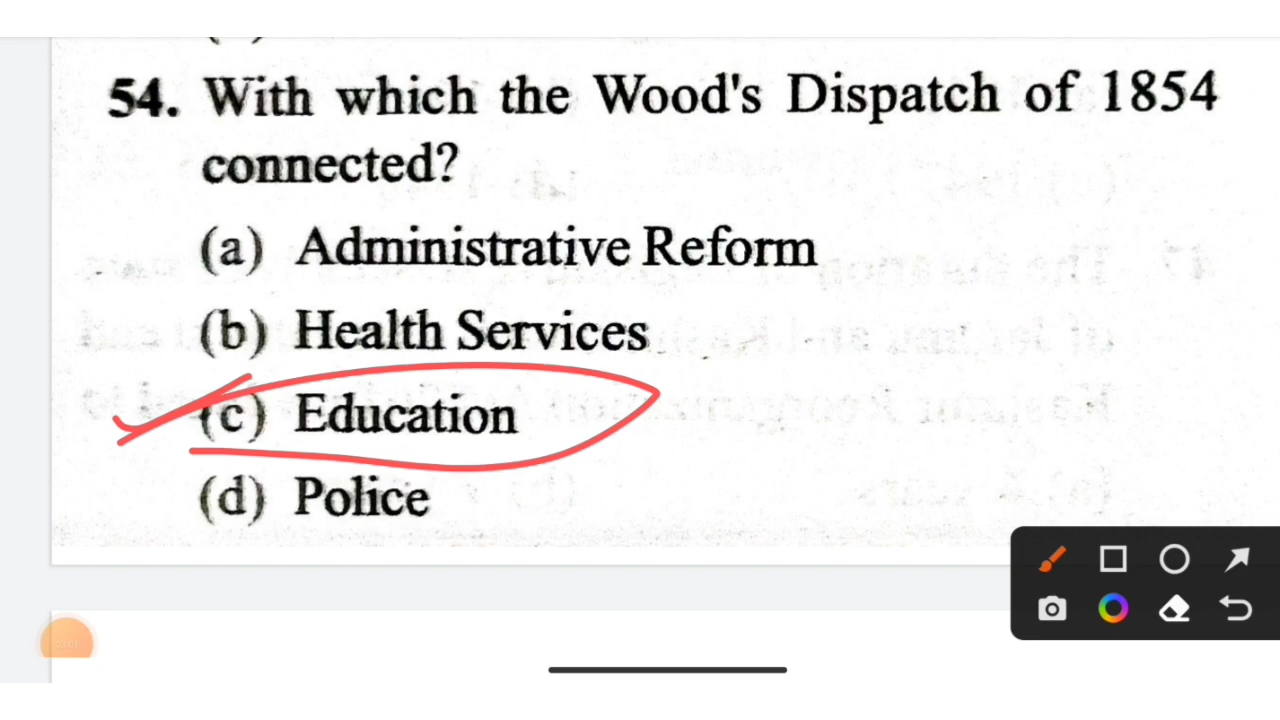 54. With which the Wood's Dispatch of 1854
connected?
(a) Administrative Reform
(b) Health Services
(c) Education
(d) Police